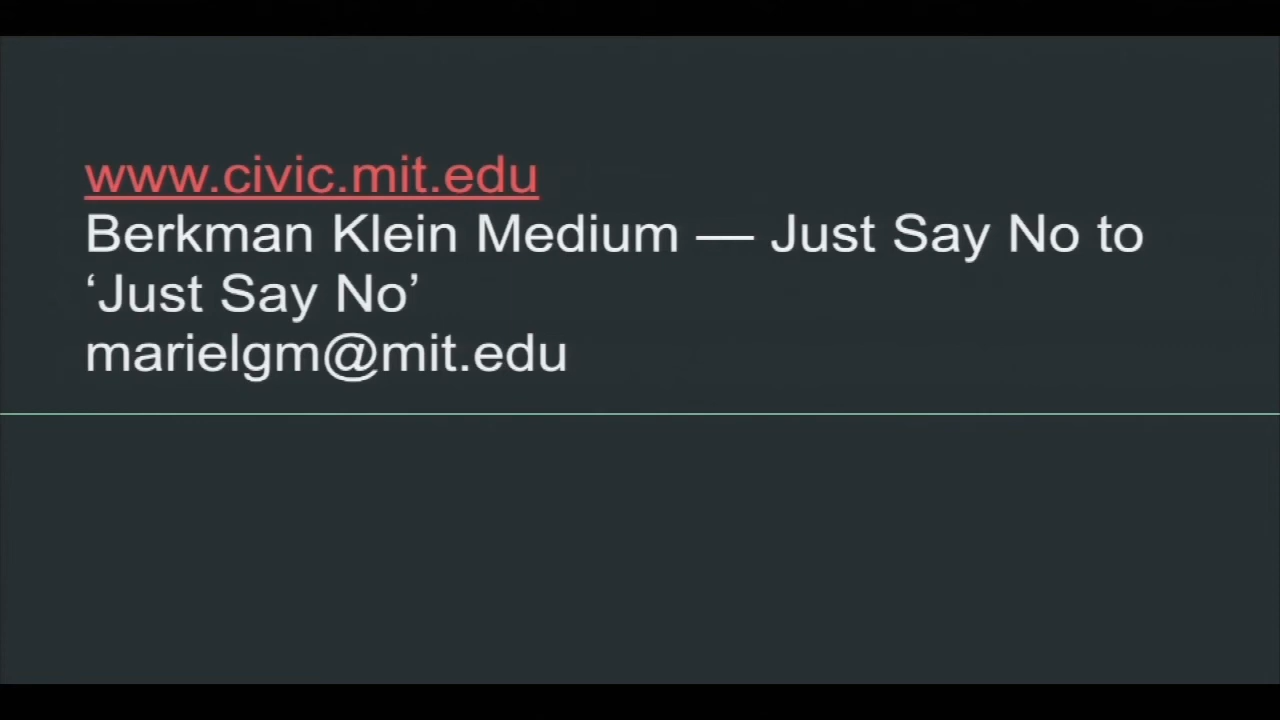 www.civic.mit.edu
Berkman Klein Medium — Just Say No to
‘Just Say No’
marielgm@mit.edu